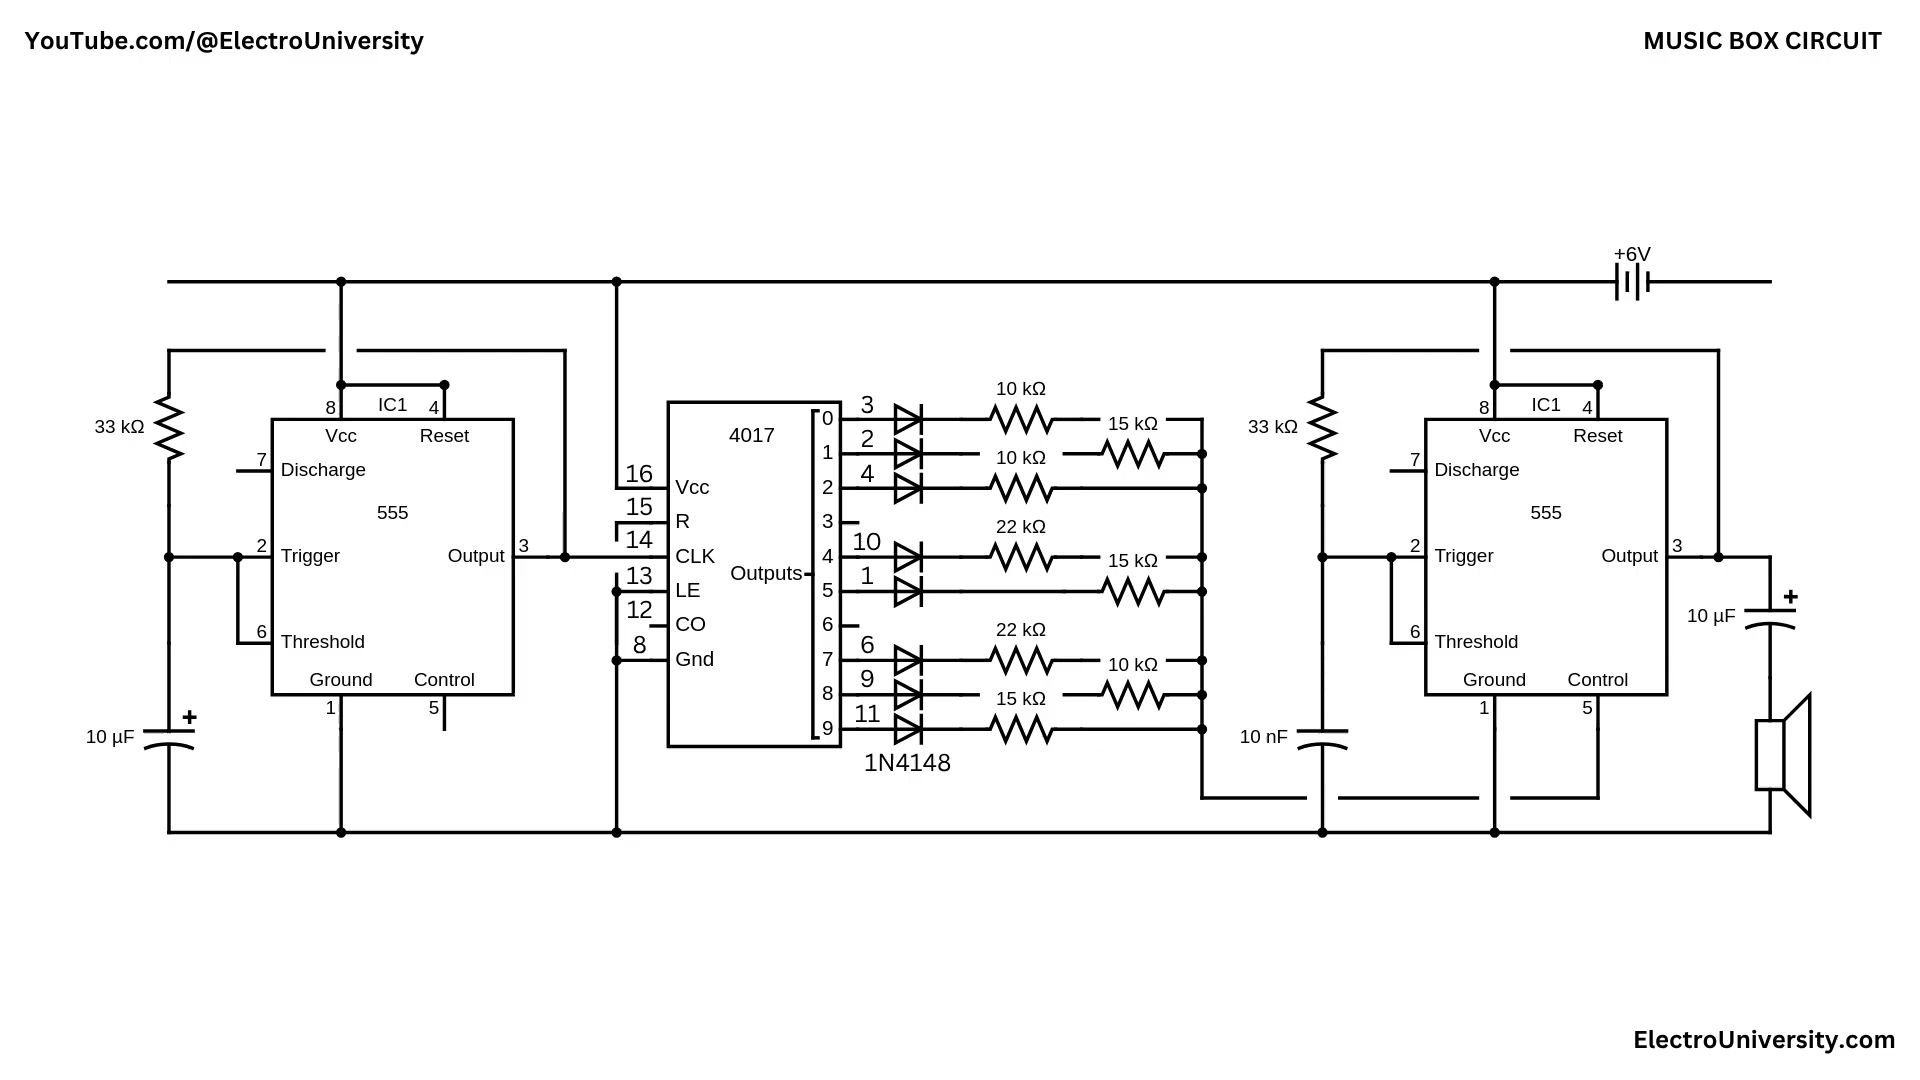 YouTube.com/@ElectroUniversity
MUSIC BOX CIRCUIT
+6V
33 kΩ
8
IC1
4
Vcc
Reset
7
Discharge
555
2
Trigger
Output
3
6
Threshold
Ground
Control
1
5
10 µF
+
4017
16
Vcc
15
R
14
CLK
13
LE
12
CO
8
Gnd
Outputs
0
3
10 kΩ
1
2
15 kΩ
2
4
10 kΩ
3
4
10
22 kΩ
5
1
15 kΩ
6
7
6
22 kΩ
8
9
10 kΩ
9
11
15 kΩ
1N4148
33 kΩ
8
IC1
4
Vcc
Reset
7
Discharge
555
2
Trigger
Output
3
6
Threshold
Ground
Control
1
5
10 nF
10 µF
+
ElectroUniversity.com